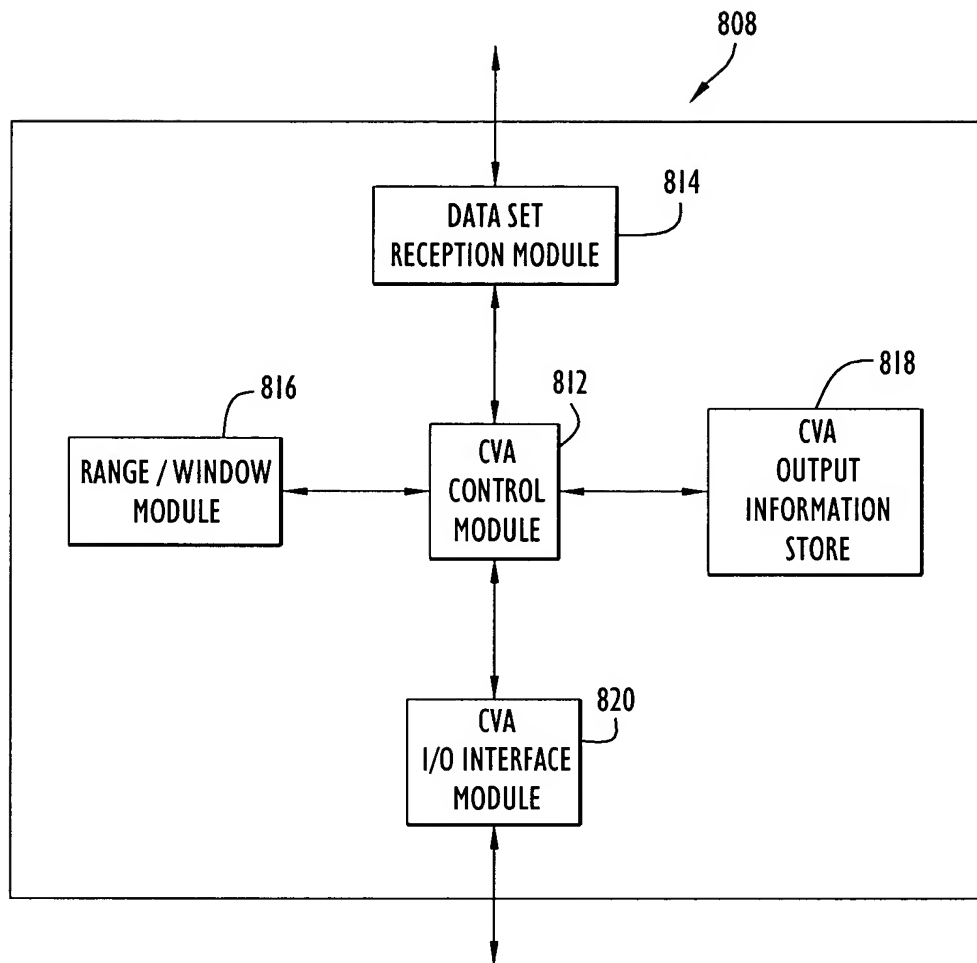 808
DATA SET
RECEPTION MODULE
814
816
RANGE / WINDOW
MODULE
812
CVA
CONTROL
MODULE
818
CVA
OUTPUT
INFORMATION
STORE
820
CVA
I/O INTERFACE
MODULE